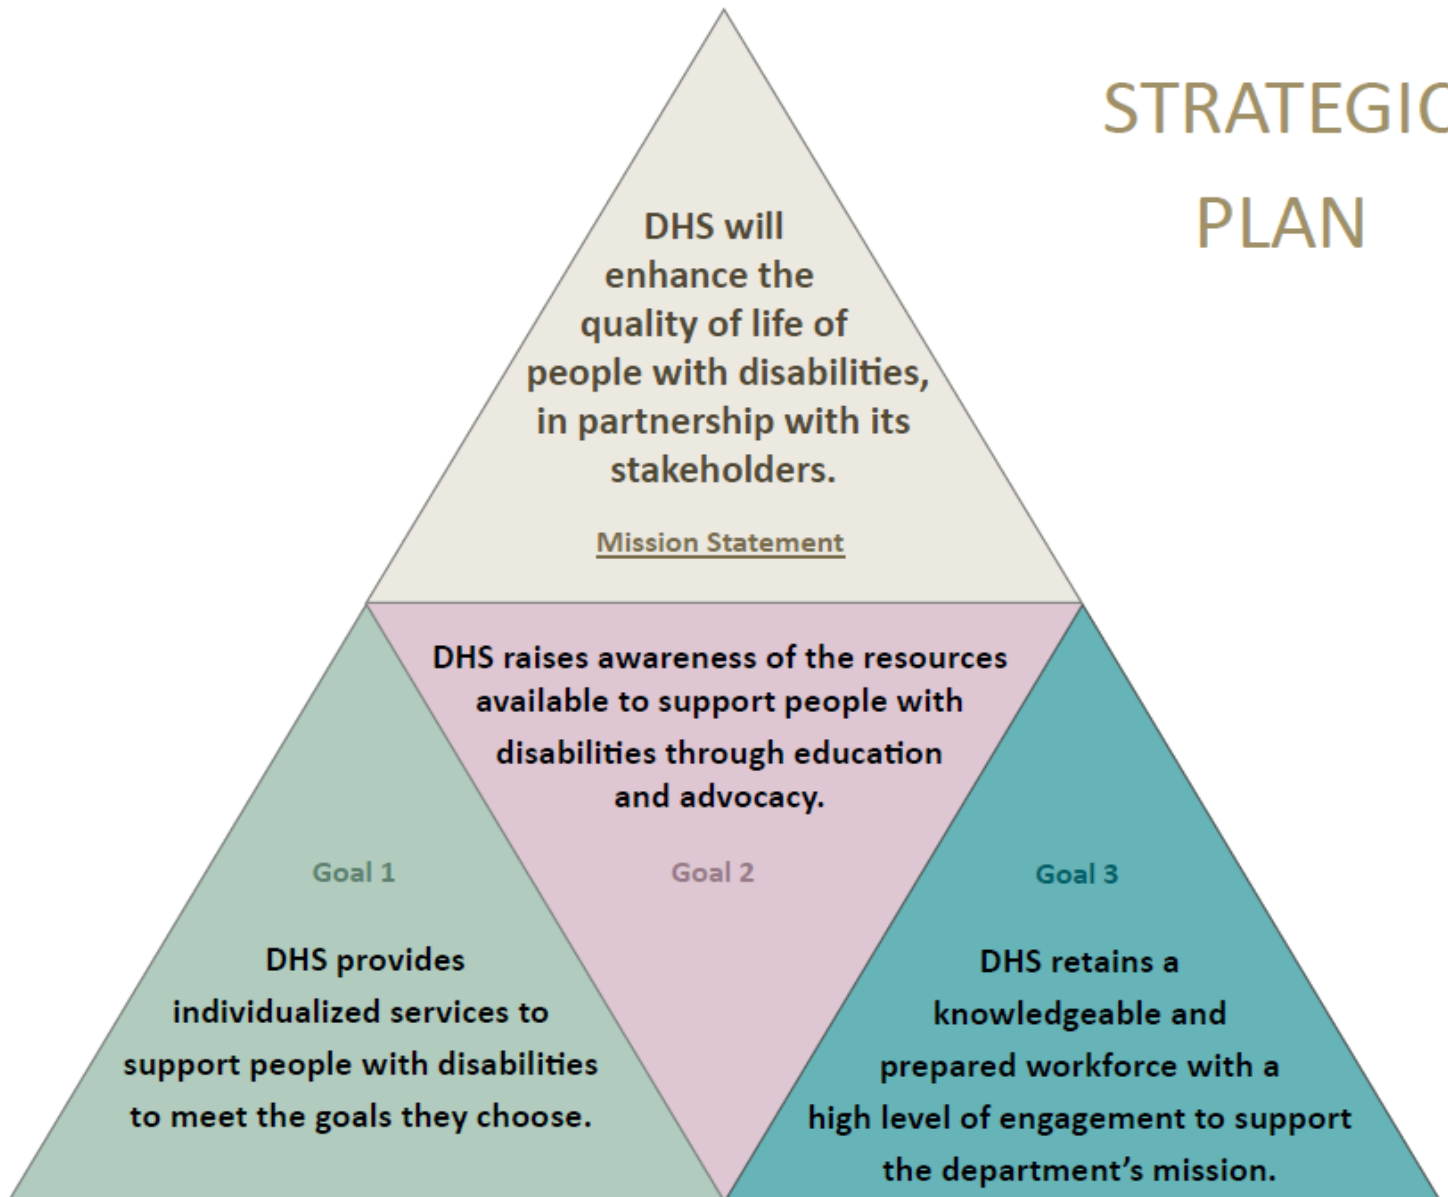 STRATEGIC
PLAN
DHS will
enhance the
quality of life of
people with disabilities,
in partnership with its
stakeholders.
Mission Statement
DHS raises awareness of the resources
available to support people with
disabilities through education
and advocacy.
Goal 1
Goal 2
Goal 3
DHS provides
individualized services to
support people with disabilities
to meet the goals they choose.
DHS retains a
knowledgeable and
prepared workforce with a
high level of engagement to support
the department’s mission.